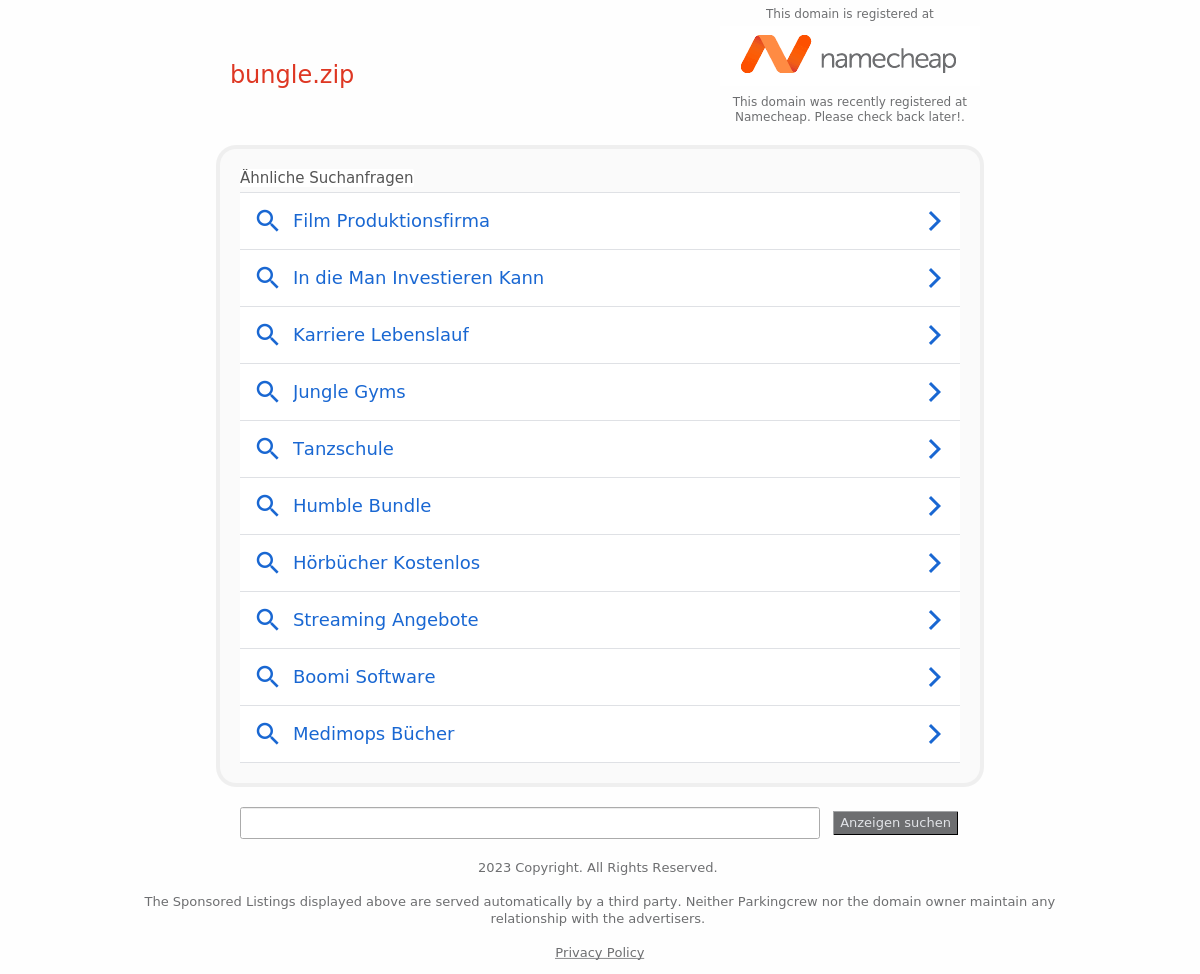 This domain is registered at
namecheap
bungle.zip
This domain was recently registered at
Namecheap. Please check back later!.
Ähnliche Suchanfragen
Film Produktionsfirma
In die Man Investieren Kann
Karriere Lebenslauf
Jungle Gyms
Tanzschule
Humble Bundle
Hörbücher Kostenlos
Streaming Angebote
Boomi Software
Medimops Bücher
Anzeigen suchen
2023 Copyright. All Rights Reserved.
The Sponsored Listings displayed above are served automatically by a third party. Neither Parkingcrew nor the domain owner maintain any
relationship with the advertisers.
Privacy Policy